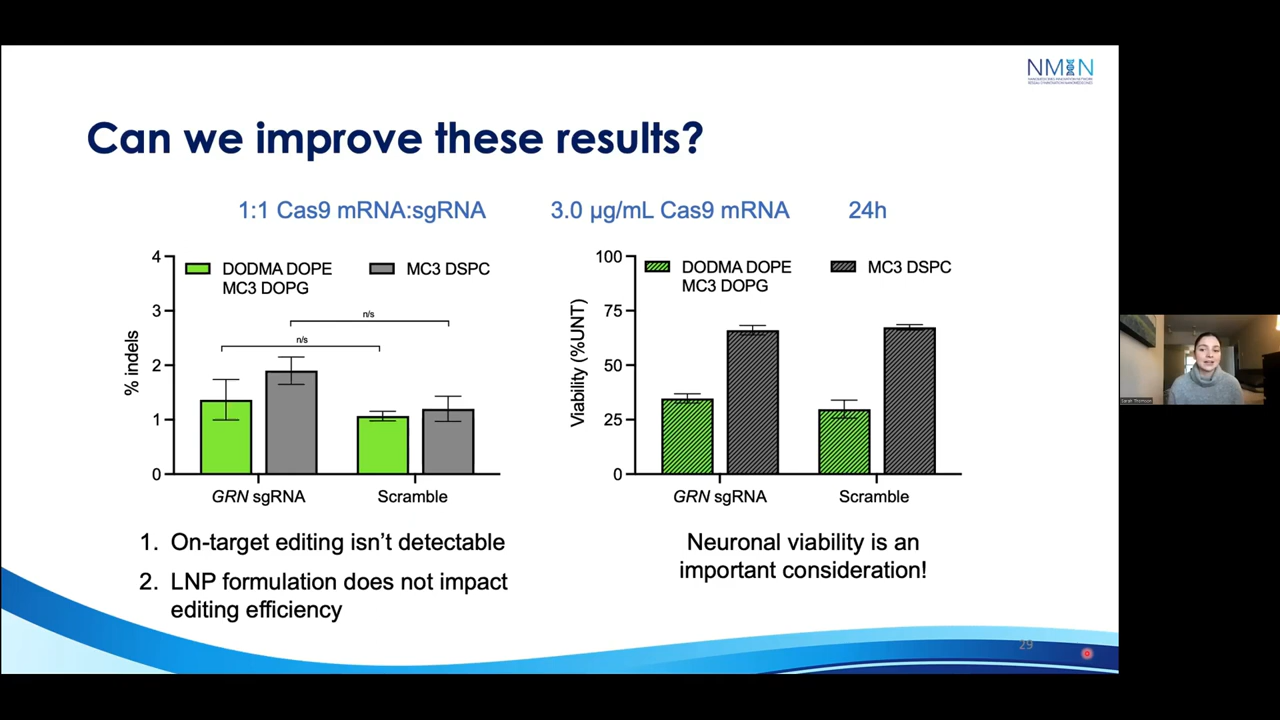 NMIN
Can we improve these results?
1:1 Cas9 mRNA:sgRNA
3.0 µg/mL Cas9 mRNA
24h
4
3
2
1
0
% indels
DODMA DOPE
MC3 DOPG
MC3 DSPC
n/s
n/s
GRN sgRNA
Scramble
1. On-target editing isn’t detectable
2. LNP formulation does not impact
editing efficiency
100
75
50
25
0
Viability (%UNT)
DODMA DOPE
MC3 DOPG
MC3 DSPC
GRN sgRNA
Scramble
Neuronal viability is an
important consideration!
29
Sarah Thomson